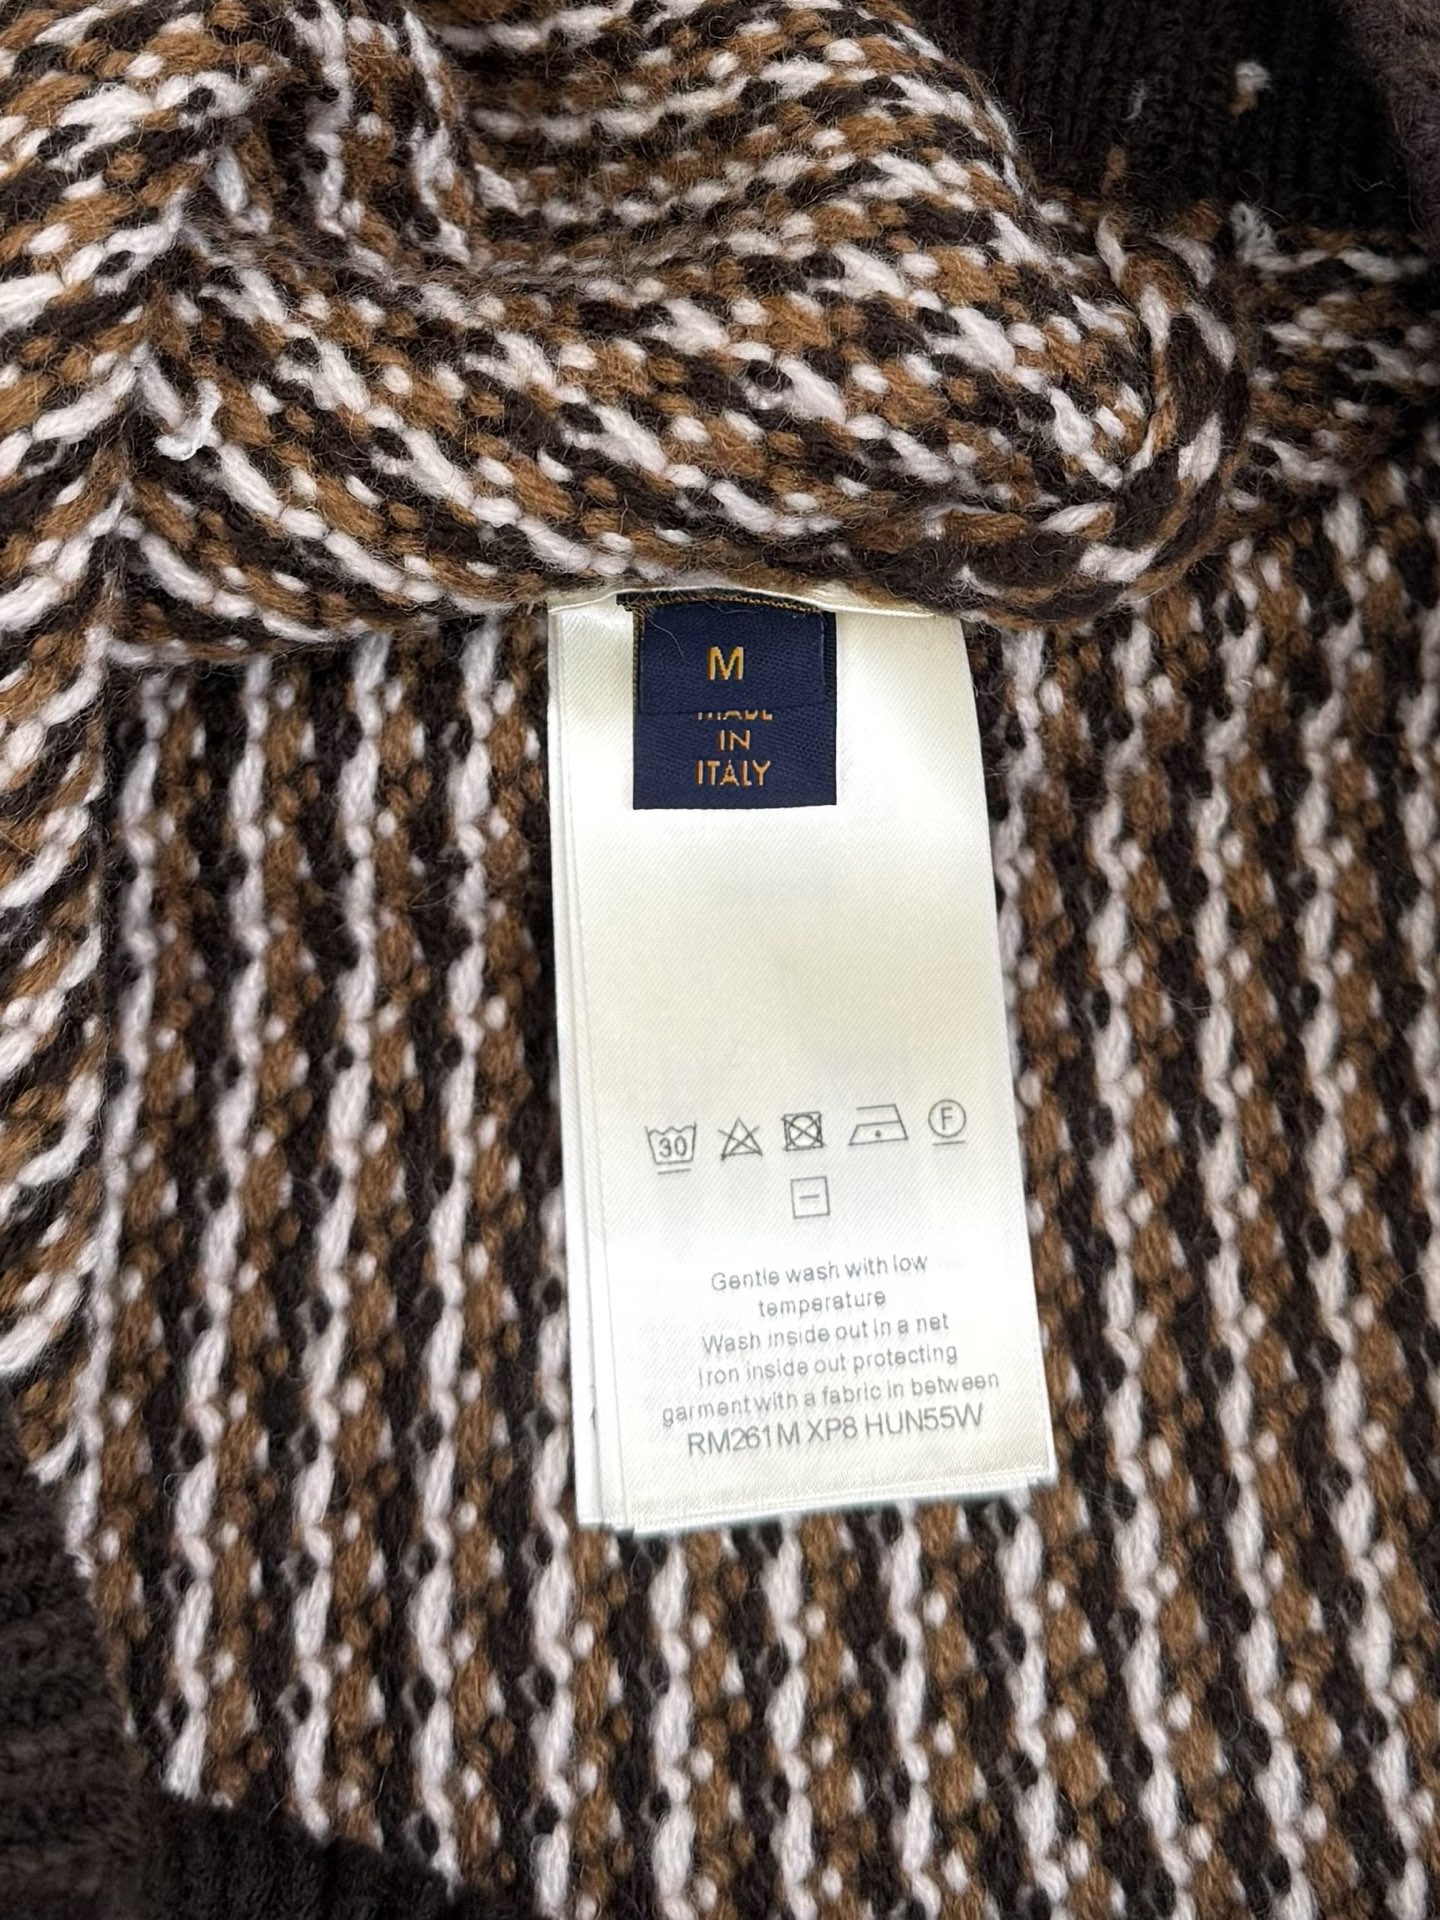 M
MADE
IN
ITALY
30
F
Gentle wash with low
temperature
Wash inside out in a net
Iron inside out protecting
garment with a fabric in between
RM261M XP8 HUN55W